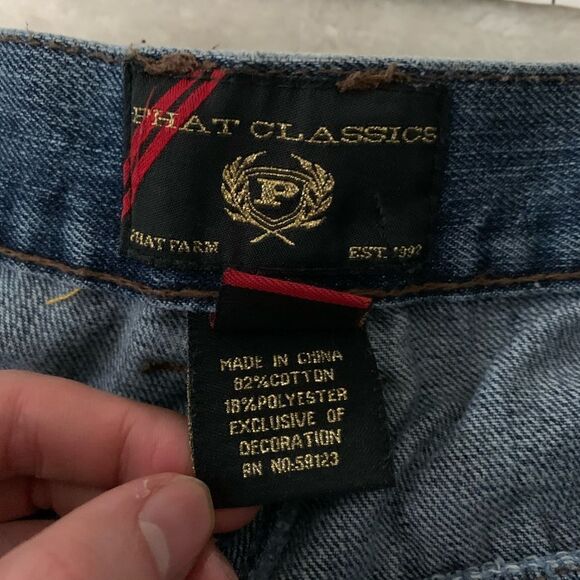 PHAT CLASSICS
P
PHAT FARM EST. 1992
MADE IN CHINA
82%COTTON
18%POLYESTER
EXCLUSIVE OF
DECORATION
RN NO.59123